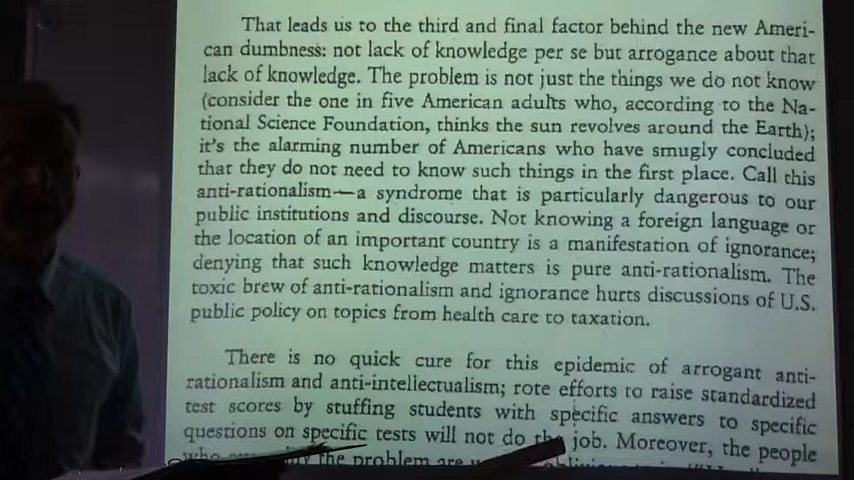 That leads us to the third and final factor behind the new Ameri-
can dumbness: not lack of knowledge per se but arrogance about that
lack of knowledge. The problem is not just the things we do not know
(consider the one in five American adults who, according to the Na-
tional Science Foundation, thinks the sun revolves around the Earth);
it's the alarming number of Americans who have smugly concluded
that they do not need to know such things in the first place. Call this
anti-rationalism—a syndrome that is particularly dangerous to our
public institutions and discourse. Not knowing a foreign language or
the location of an important country is a manifestation of ignorance;
denying that such knowledge matters is pure anti-rationalism. The
toxic brew of anti-rationalism and ignorance hurts discussions of U.S.
public policy on topics from health care to taxation.
There is no quick cure for this epidemic of arrogant anti-
rationalism and anti-intellectualism; rote efforts to raise standardized
test scores by stuffing students with specific answers to specific
questions on specific tests will not do the job. Moreover, the people
who the problem are